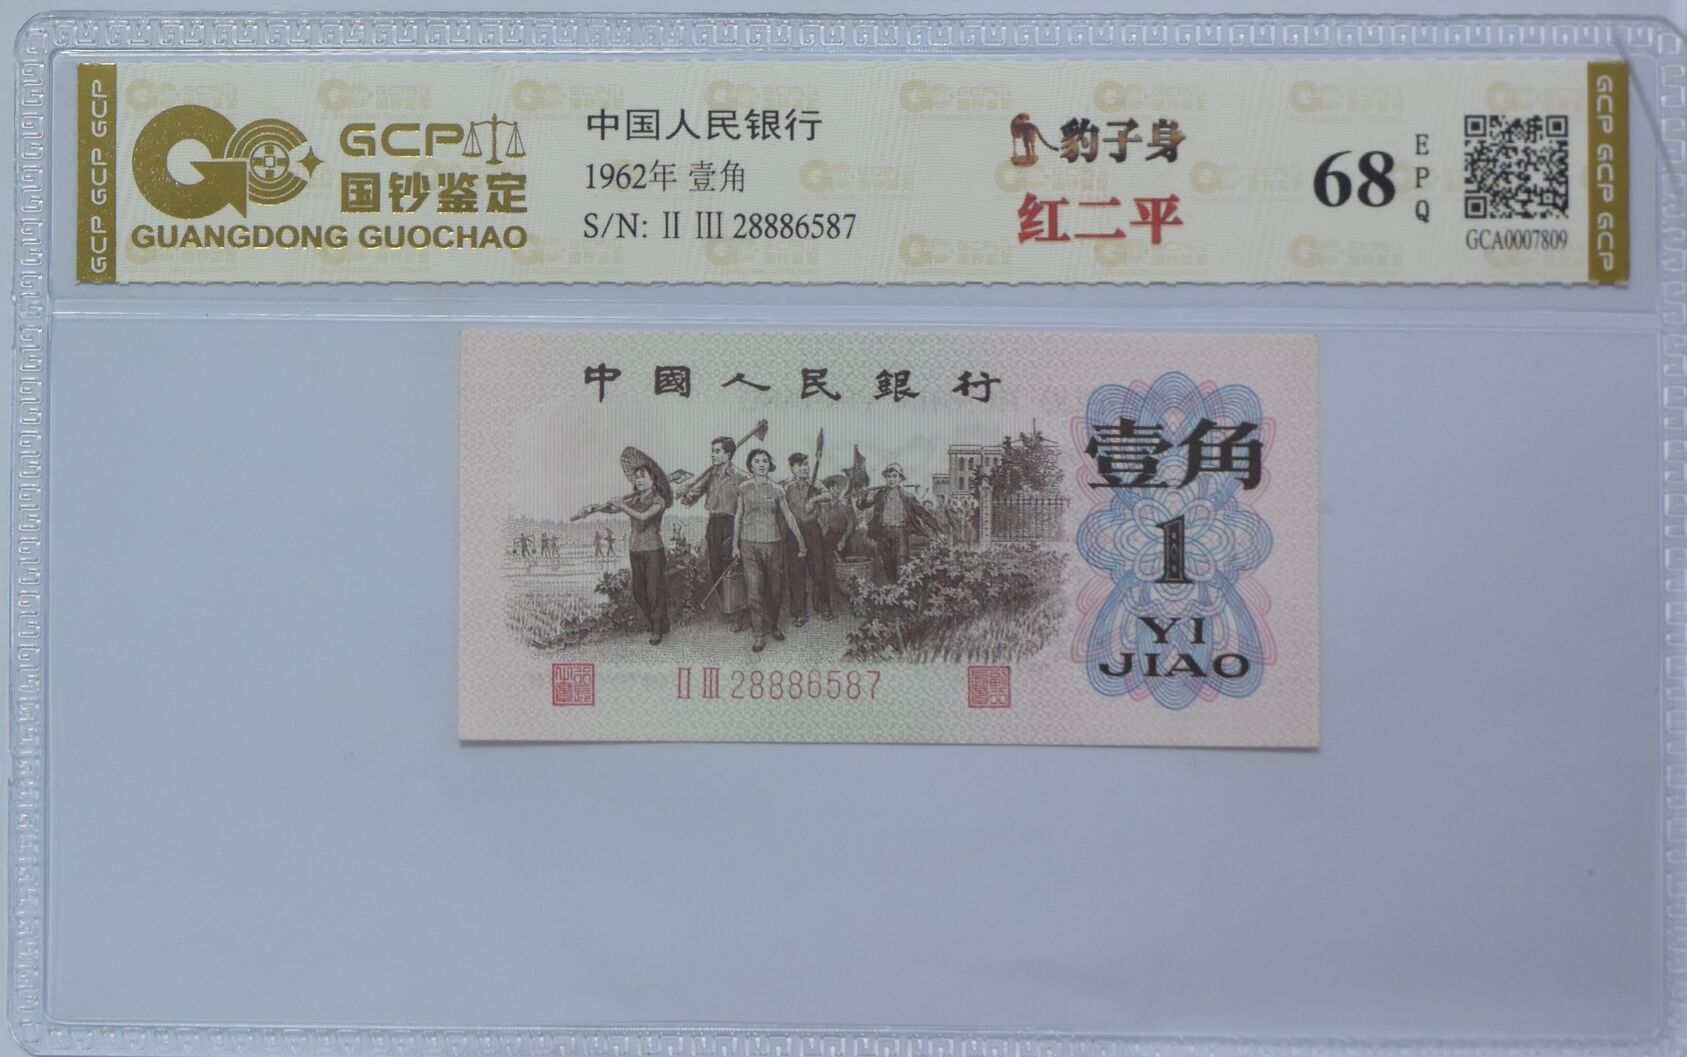 GCP GCP GCP
GCP
国钞鉴定
GUANGDONG GUOCHAO
中国人民银行
1962年 壹角
S/N: Ⅱ Ⅲ 28886587
豹子身
红二平
68
EPQ
GCA0007809
GCP GCP GCP
中國人民銀行
壹角
1
YI
JIAO
Ⅱ Ⅲ 28886587